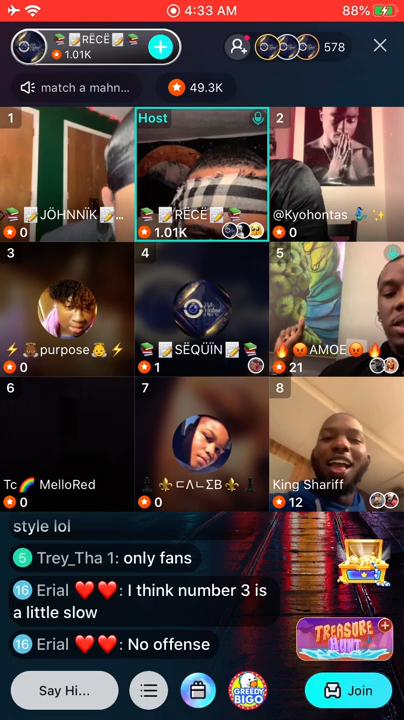 4:33 AM
88%
📚 📝RËCË📝 📚
1.01K
578
match a mahn...
49.3K
1
📚 📝JÖHNNÏK📝...
0
Host
📚 📝RËCË📝 📚
1.01K
2
@Kyohontas 🧜‍♂️✨
0
3
⚡🧸purpose👼⚡
0
4
📚 📝SËQÜÏN📝 📚
1
5
🔥😡AMOE😡🔥
21
6
Tc🌈 MelloRed
0
7
♟⚜️ㄷΛㄴΣB⚜️♟
0
8
King Shariff
12
style lol
5 Trey_Tha 1: only fans
16 Erial ❤️❤️: I think number 3 is
a little slow
16 Erial ❤️❤️: No offense
TREASURE
HUNT
Say Hi...
GREEDY
BIGO
Join